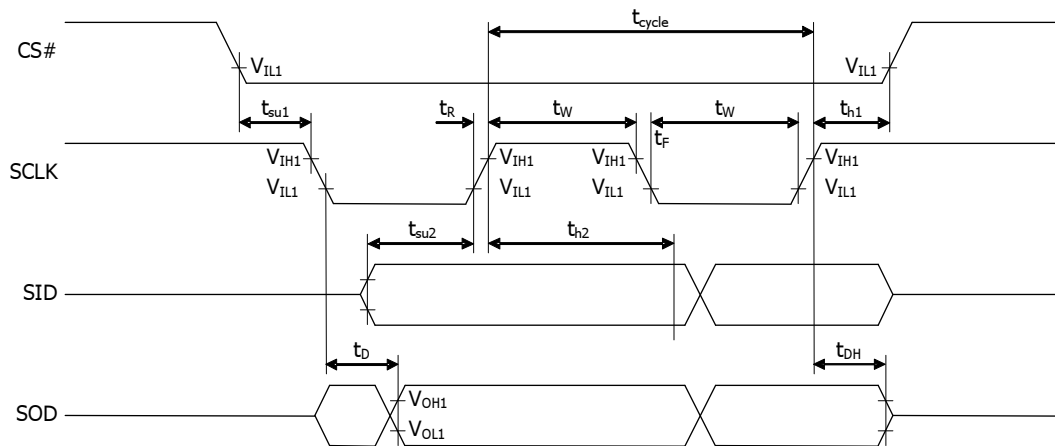 t_cycle
CS#
V_IL1 V_IL1
t_su1 t_R t_W t_W t_h1
t_F
V_IH1 V_IH1 V_IH1
SCLK
V_IL1 V_IL1 V_IL1 V_IL1
t_su2 t_h2
SID
t_D t_DH
V_OH1
SOD
V_OL1